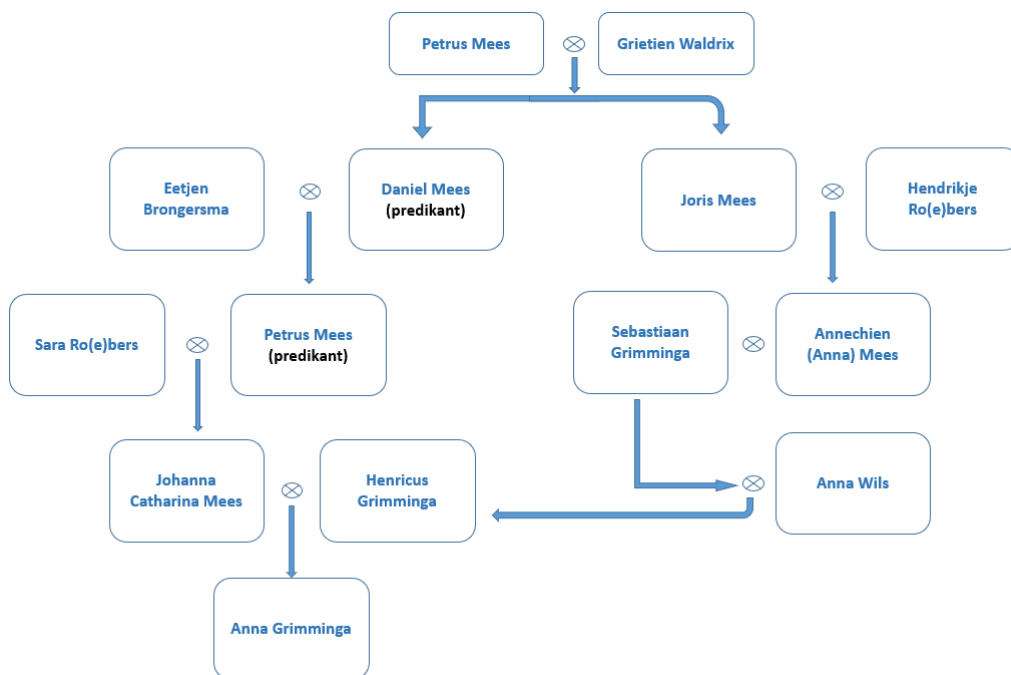 Petrus Mees
Grietien Waldrix
Eetjen
Brongersma
Daniel Mees
(predikant)
Joris Mees
Hendrikje
Ro(e)bers
Sara Ro(e)bers
Petrus Mees
(predikant)
Sebastiaan
Grimminga
Annechien
(Anna) Mees
Johanna
Catharina Mees
Henricus
Grimminga
Anna Wils
Anna Grimminga